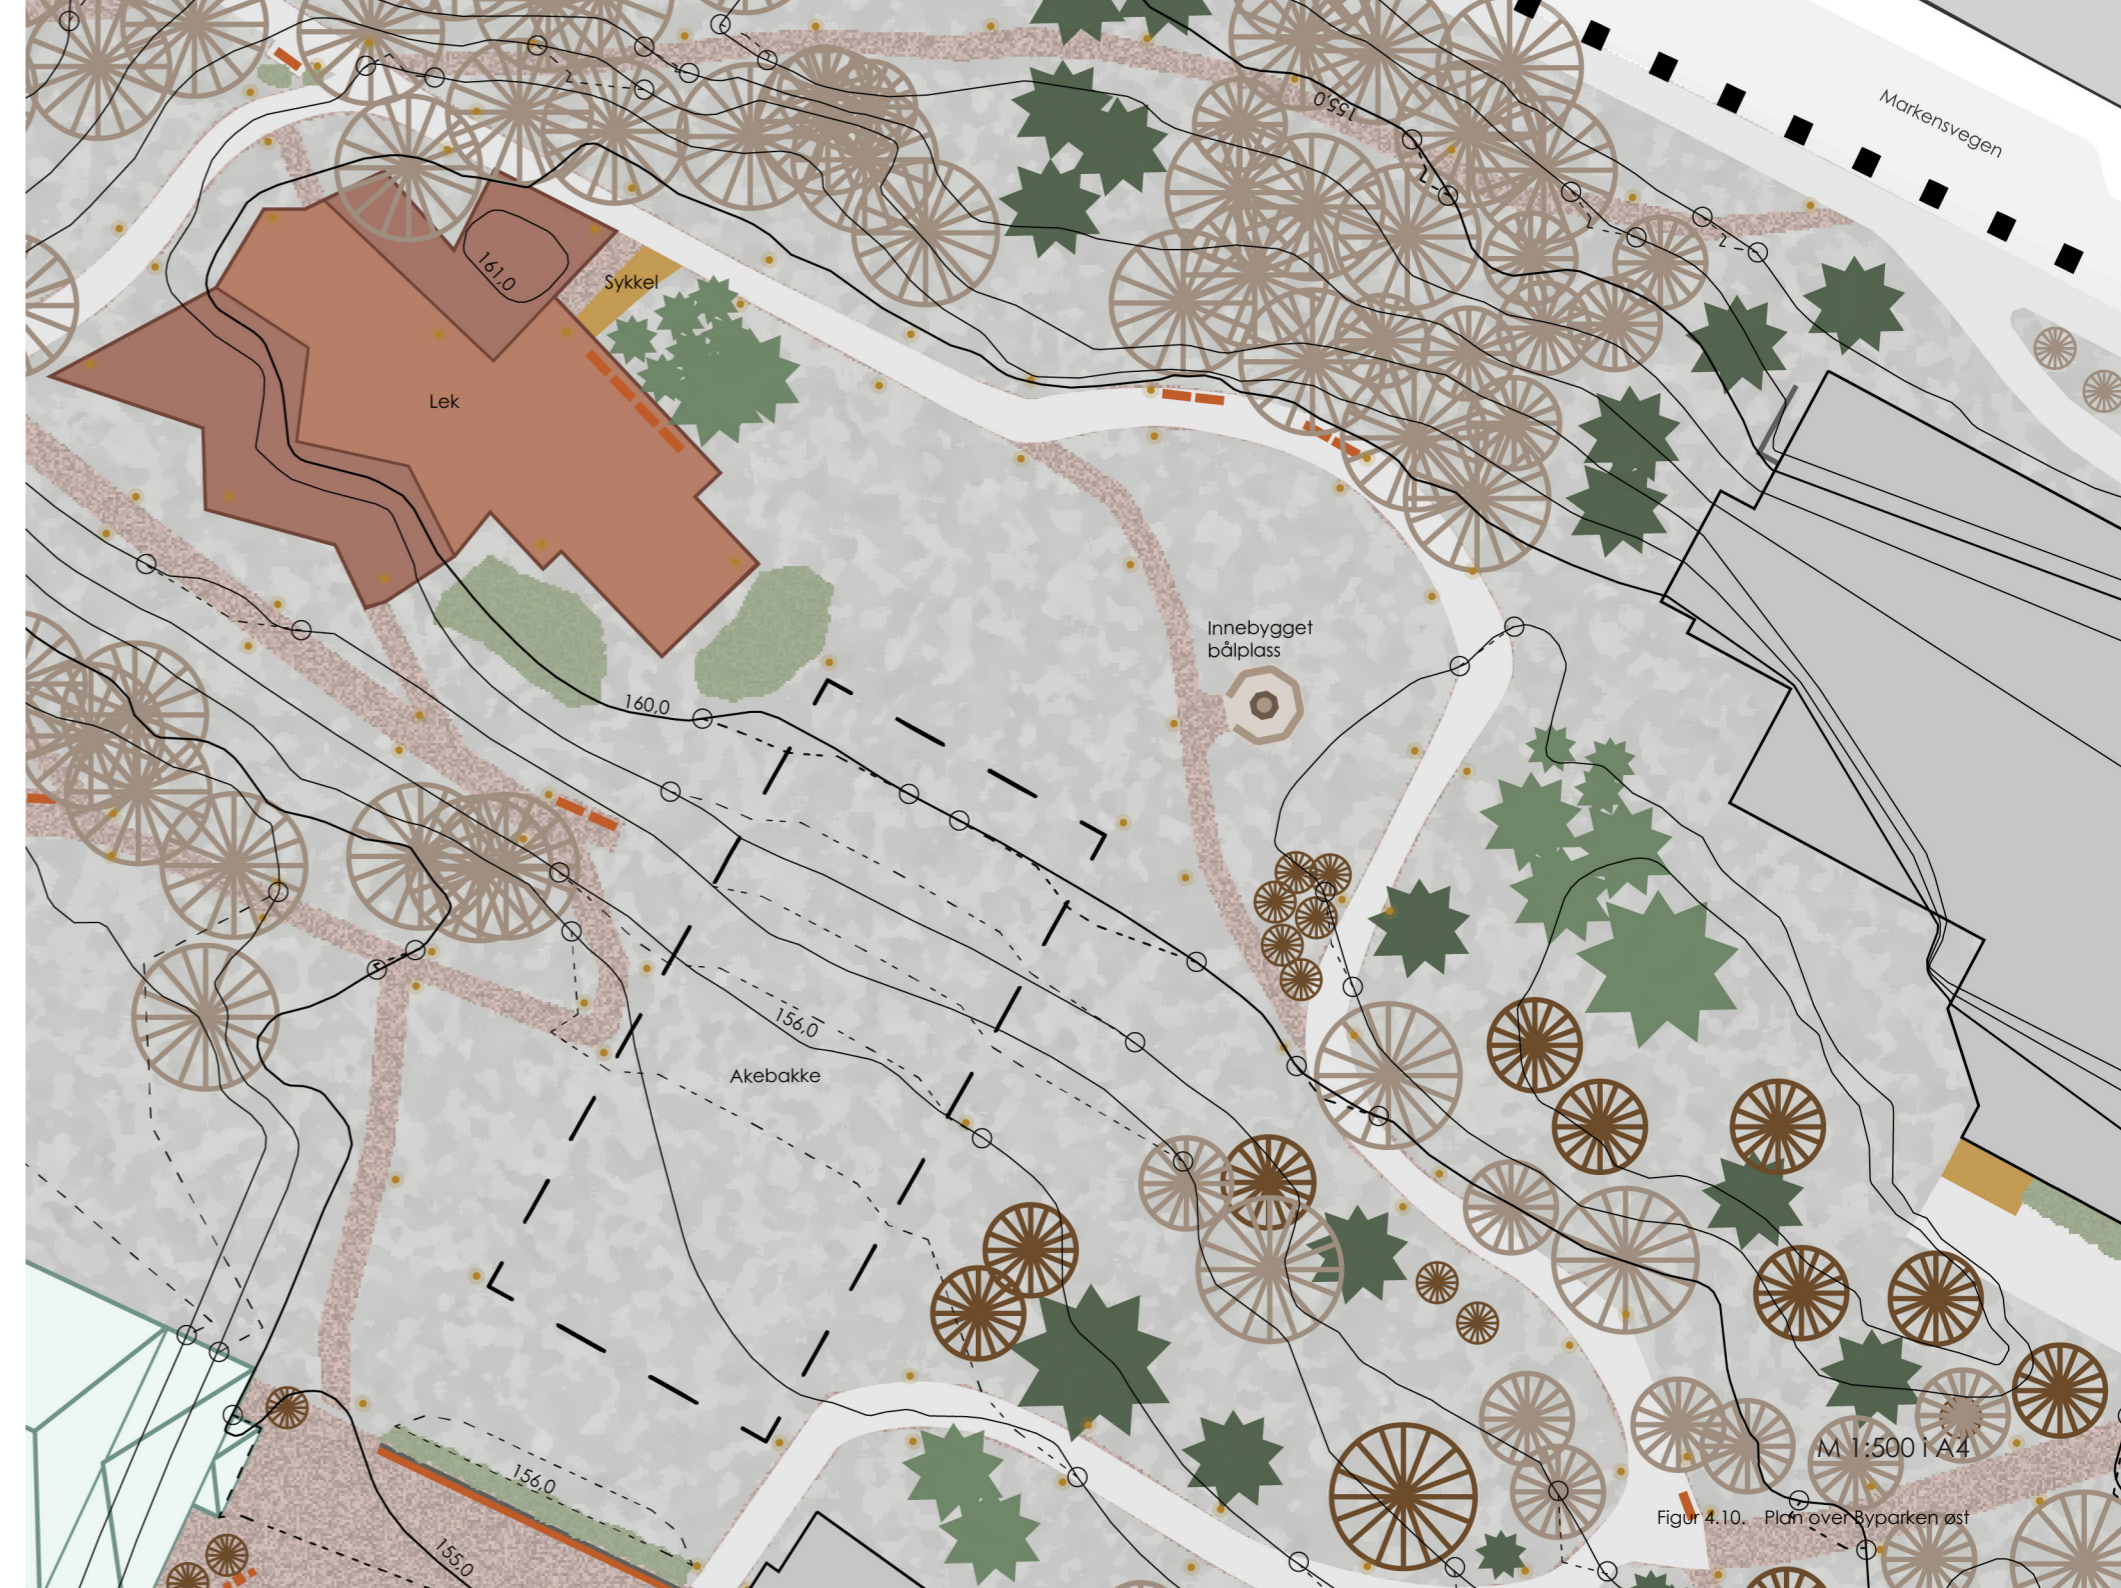 155,0
Markensvegen
161,0
Sykkel
Lek
Innebygget
bålplass
160,0
156,0
Akebakke
M 1:500 i A4
156,0
Figur 4.10. Plan over Byparken øst
155,0